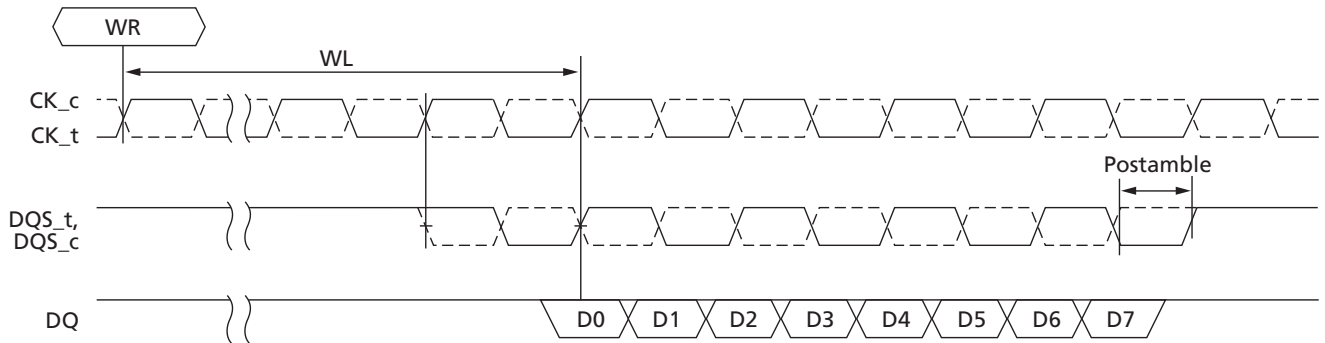 WR
WL
CK_c
CK_t
Postamble
DQS_t,
DQS_c
DQ
D0 D1 D2 D3 D4 D5 D6 D7